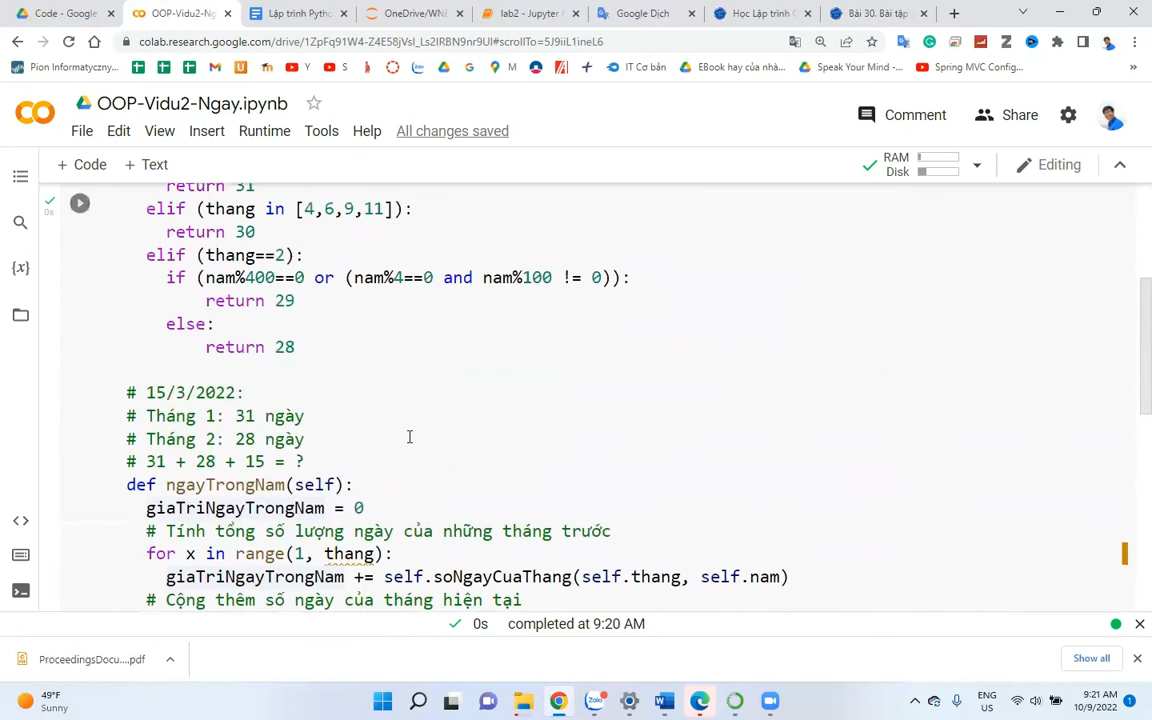 Code - Google
OOP-Vidu2-Ng
Lập trình Pyth
OneDrive/WNE
lab2 - Jupyter
Google Dịch
Học Lập trình
Bài 30. Bài tập
colab.research.google.com/drive/1ZpFq91W4-Z4E58jVsI_Ls2IRBN9nr9UI#scrollTo=5J9iiL1ineL6
Pion Informatyczny...
Y
S
M
IT Cơ bản
EBook hay của nhà...
Speak Your Mind -...
Spring MVC Config...
»
OOP-Vidu2-Ngay.ipynb
Comment
Share
File Edit View Insert Runtime Tools Help All changes saved
+ Code + Text
RAM
Disk
Editing
return 31
0s
elif (thang in [4,6,9,11]):
return 30
elif (thang==2):
if (nam%400==0 or (nam%4==0 and nam%100 != 0)):
return 29
else:
return 28
# 15/3/2022:
# Tháng 1: 31 ngày
# Tháng 2: 28 ngày
# 31 + 28 + 15 = ?
def ngayTrongNam(self):
giaTriNgayTrongNam = 0
# Tính tổng số lượng ngày của những tháng trước
for x in range(1, thang):
giaTriNgayTrongNam += self.soNgayCuaThang(self.thang, self.nam)
# Cộng thêm số ngày của tháng hiện tại
{x}
<>
0s completed at 9:20 AM
ProceedingsDocu....pdf
Show all
49°F
Sunny
Zalo
ENG
US
9:21 AM
10/9/2022
1